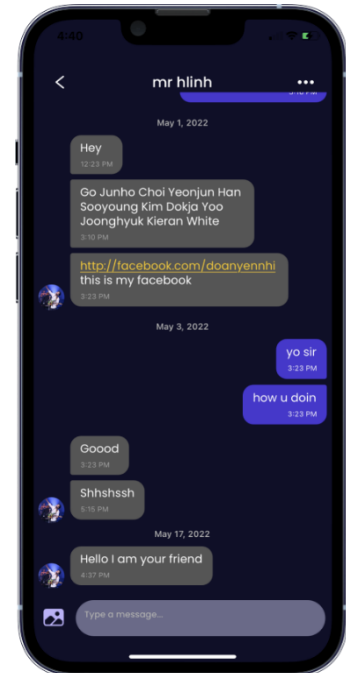 4:40
mr hlinh
5:16 PM
May 1, 2022
Hey
12:23 PM
Go Junho Choi Yeonjun Han
Sooyoung Kim Dokja Yoo
Joonghyuk Kieran White
3:10 PM
http://facebook.com/doanyennhi
this is my facebook
3:23 PM
May 3, 2022
yo sir
3:23 PM
how u doin
3:23 PM
Goood
3:23 PM
Shhshssh
5:16 PM
May 17, 2022
Hello I am your friend
4:37 PM
Type a message...